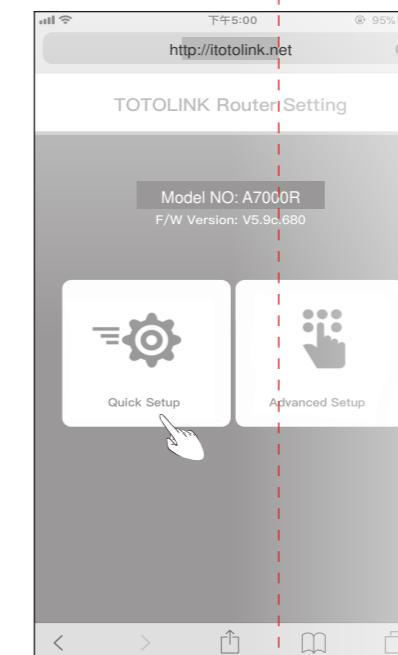 下午5:00 95%
http://itotolink.net
TOTOLINK Router Setting
Model NO: A7000R
F/W Version: V5.9c.680
Quick Setup
Advanced Setup